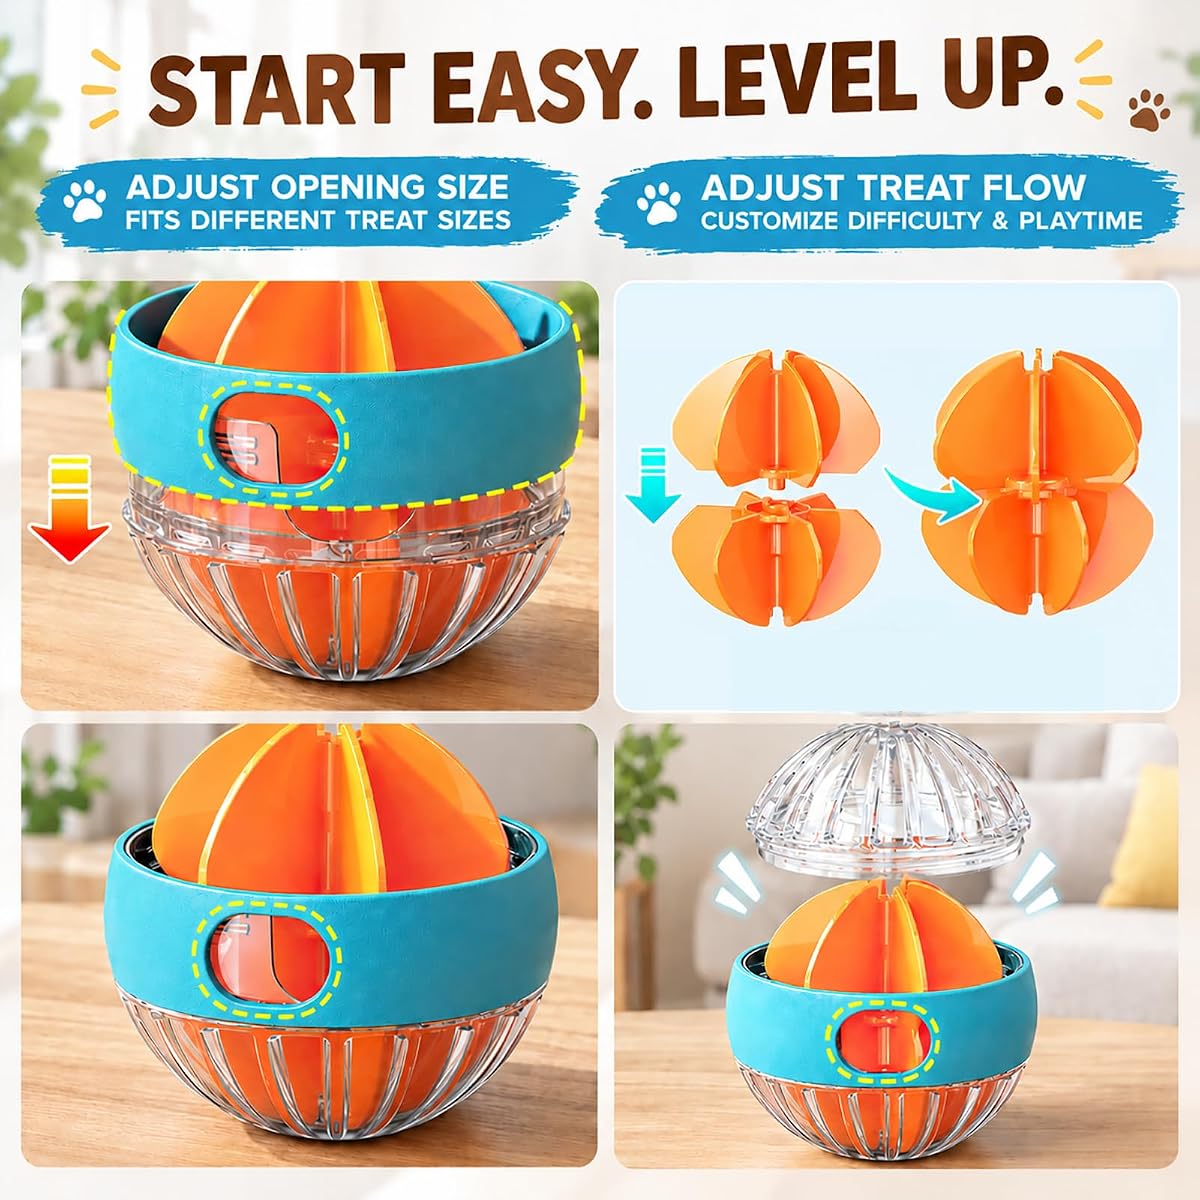 START EASY. LEVEL UP.
ADJUST OPENING SIZE
FITS DIFFERENT TREAT SIZES
ADJUST TREAT FLOW
CUSTOMIZE DIFFICULTY & PLAYTIME